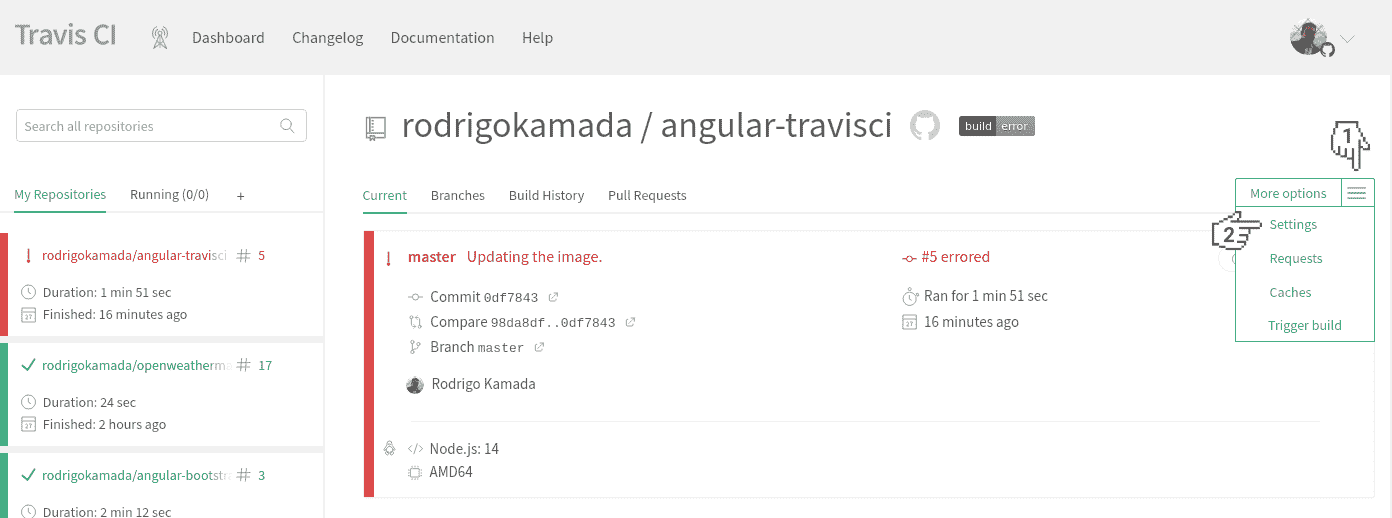 Travis CI Dashboard Changelog Documentation Help
Search all repositories
rodrigokamada / angular-travisci build error
1
My Repositories Running (0/0) +
Current Branches Build History Pull Requests
More options
2 Settings
Requests
Caches
Trigger build
rodrigokamada/angular-travisci # 5
Duration: 1 min 51 sec
Finished: 16 minutes ago
rodrigokamada/openweatherma # 17
Duration: 24 sec
Finished: 2 hours ago
rodrigokamada/angular-bootstr # 3
Duration: 2 min 12 sec
master Updating the image.
Commit 0df7843
Compare 98da8df..0df7843
Branch master
Rodrigo Kamada
#5 errored
Ran for 1 min 51 sec
16 minutes ago
Node.js: 14
AMD64